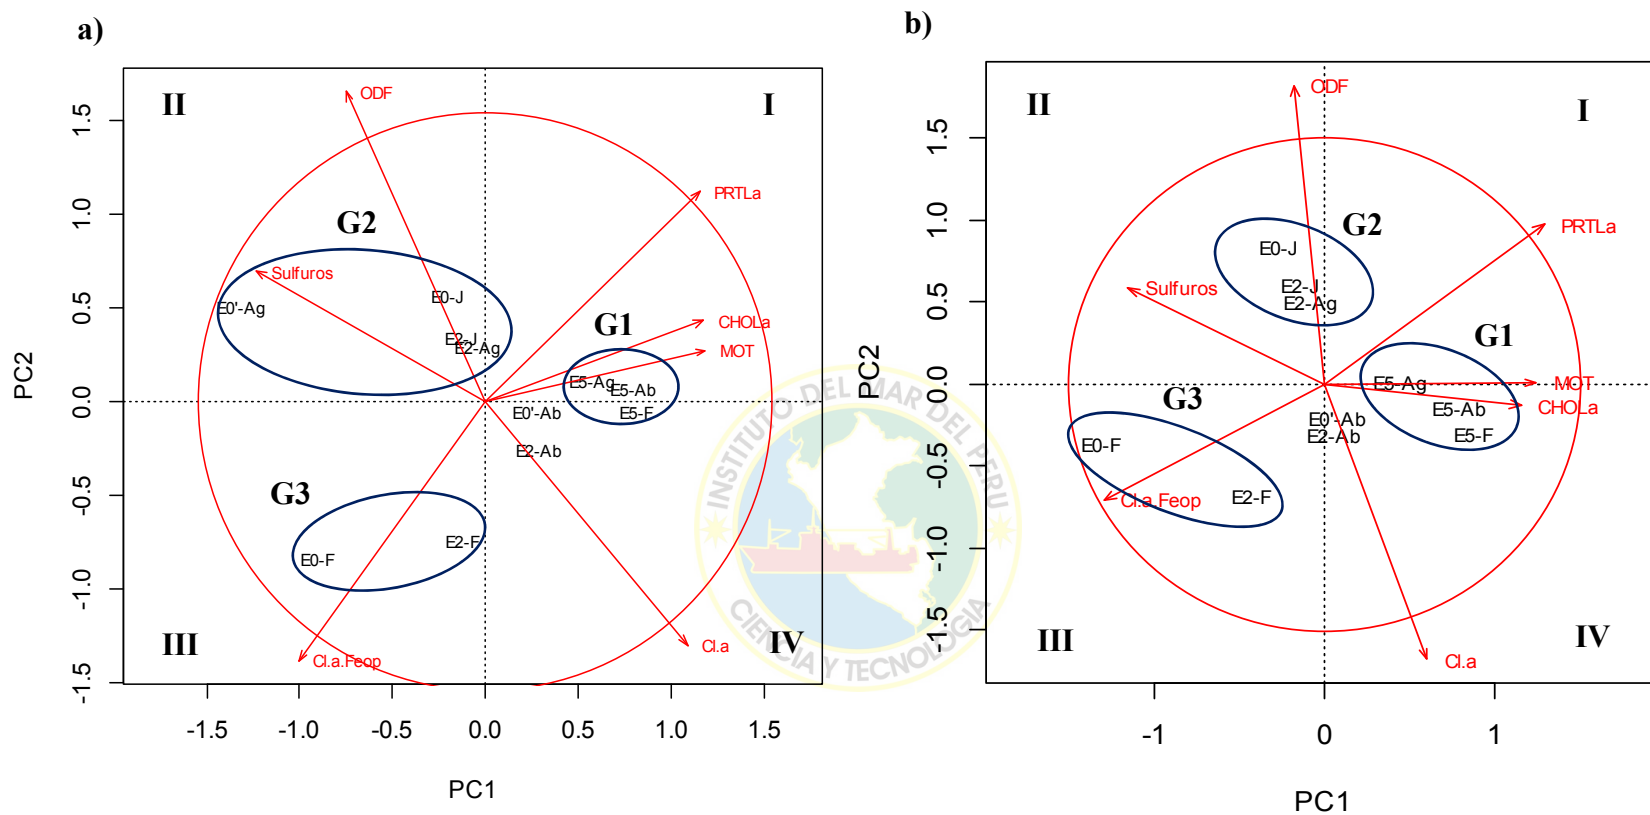 a)
II
I
ODF
PRTLa
G2
Sulfuros
E0'-Ag
E0-J
E2-J
E2-Ag
G1
CHOLa
MOT
E5-Ag
E5-Ab
E5-F
E0'-Ab
E2-Ab
G3
E0-F
E2-F
III
IV
Cl.a.Feop
Cl.a
PC2
1.5
1.0
0.5
0.0
-0.5
-1.0
-1.5
-1.5
-1.0
-0.5
0.0
0.5
1.0
1.5
PC1
b)
II
I
ODF
PRTLa
G2
E0-J
E2-J
E2-Ag
Sulfuros
G1
MOT
CHOLa
E5-Ag
E5-Ab
E5-F
E0'-Ab
E2-Ab
G3
E0-F
E2-F
Cl.a.Feop
III
IV
Cl.a
PC2
1.5
1.0
0.5
0.0
-0.5
-1.0
-1.5
-1
0
1
PC1
INSTITUTO DEL MAR DEL PERU
CIENCIA Y TECNOLOGIA